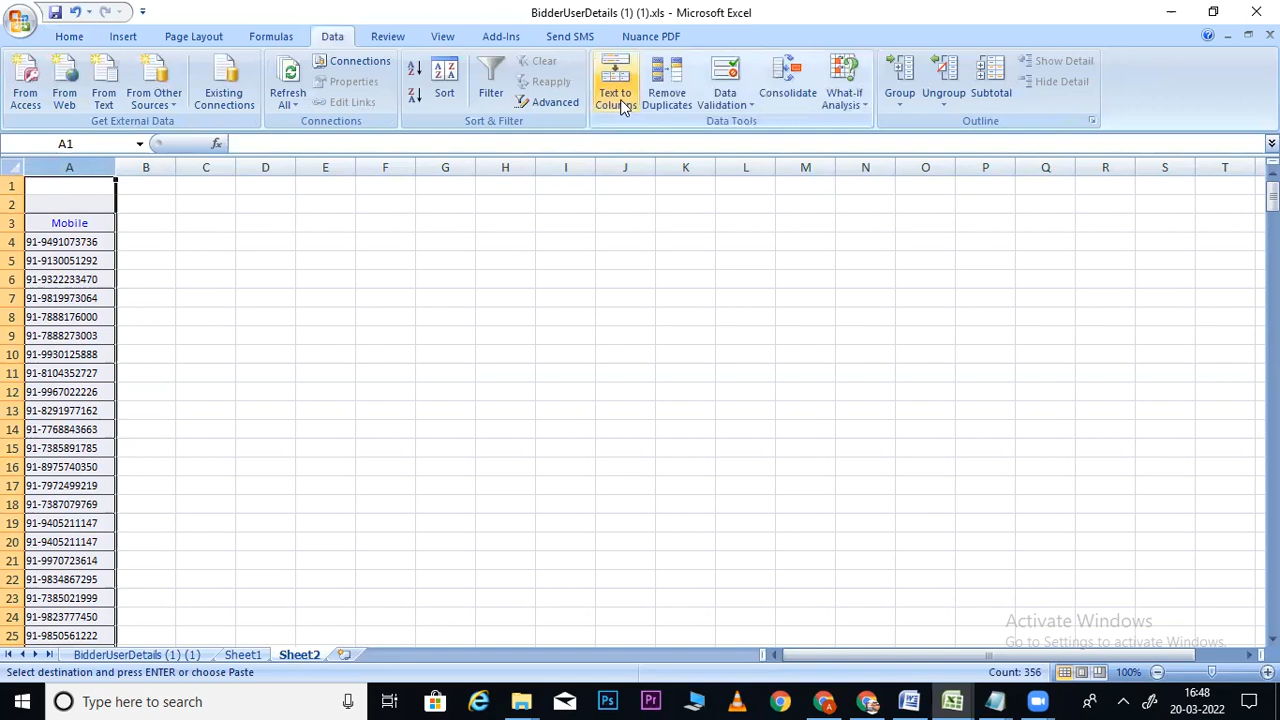 BidderUserDetails (1) (1).xls - Microsoft Excel
Home Insert Page Layout Formulas Data Review View Add-Ins Send SMS Nuance PDF
From Access
From Web
From Text
From Other Sources
Existing Connections
Get External Data
Refresh All
Connections
Properties
Edit Links
Connections
Sort
Filter
Clear
Reapply
Advanced
Sort & Filter
Text to Columns
Remove Duplicates
Data Validation
Consolidate
What-If Analysis
Data Tools
Group
Ungroup
Subtotal
Show Detail
Hide Detail
Outline
A1 fx
A B C D E F G H I J K L M N O P Q R S T
1
2
3 Mobile
4 91-9491073736
5 91-9130051292
6 91-9322233470
7 91-9819973064
8 91-7888176000
9 91-7888273003
10 91-9930125888
11 91-8104352727
12 91-9967022226
13 91-8291977162
14 91-7768843663
15 91-7385891785
16 91-8975740350
17 91-7972499219
18 91-7387079769
19 91-9405211147
20 91-9405211147
21 91-9970723614
22 91-9834867295
23 91-7385021999
24 91-9823777450
25 91-9850561222
Activate Windows
Go to Settings to activate Windows.
BidderUserDetails (1) (1) Sheet1 Sheet2
Select destination and press ENTER or choose Paste Count: 356 100%
Type here to search
16:48
20-03-2022